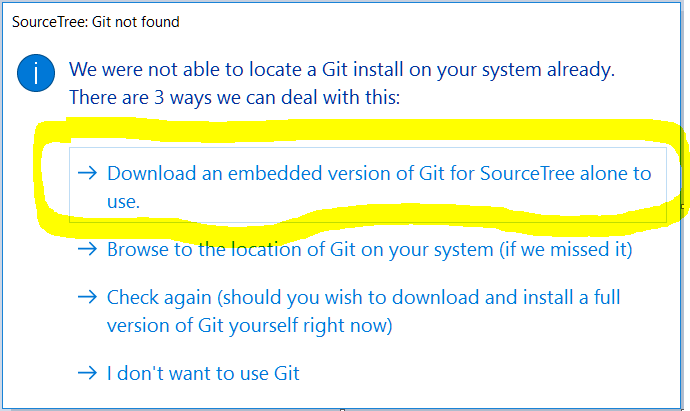 SourceTree: Git not found
We were not able to locate a Git install on your system already.
There are 3 ways we can deal with this:
Download an embedded version of Git for SourceTree alone to
use.
Browse to the location of Git on your system (if we missed it)
Check again (should you wish to download and install a full
version of Git yourself right now)
I don't want to use Git